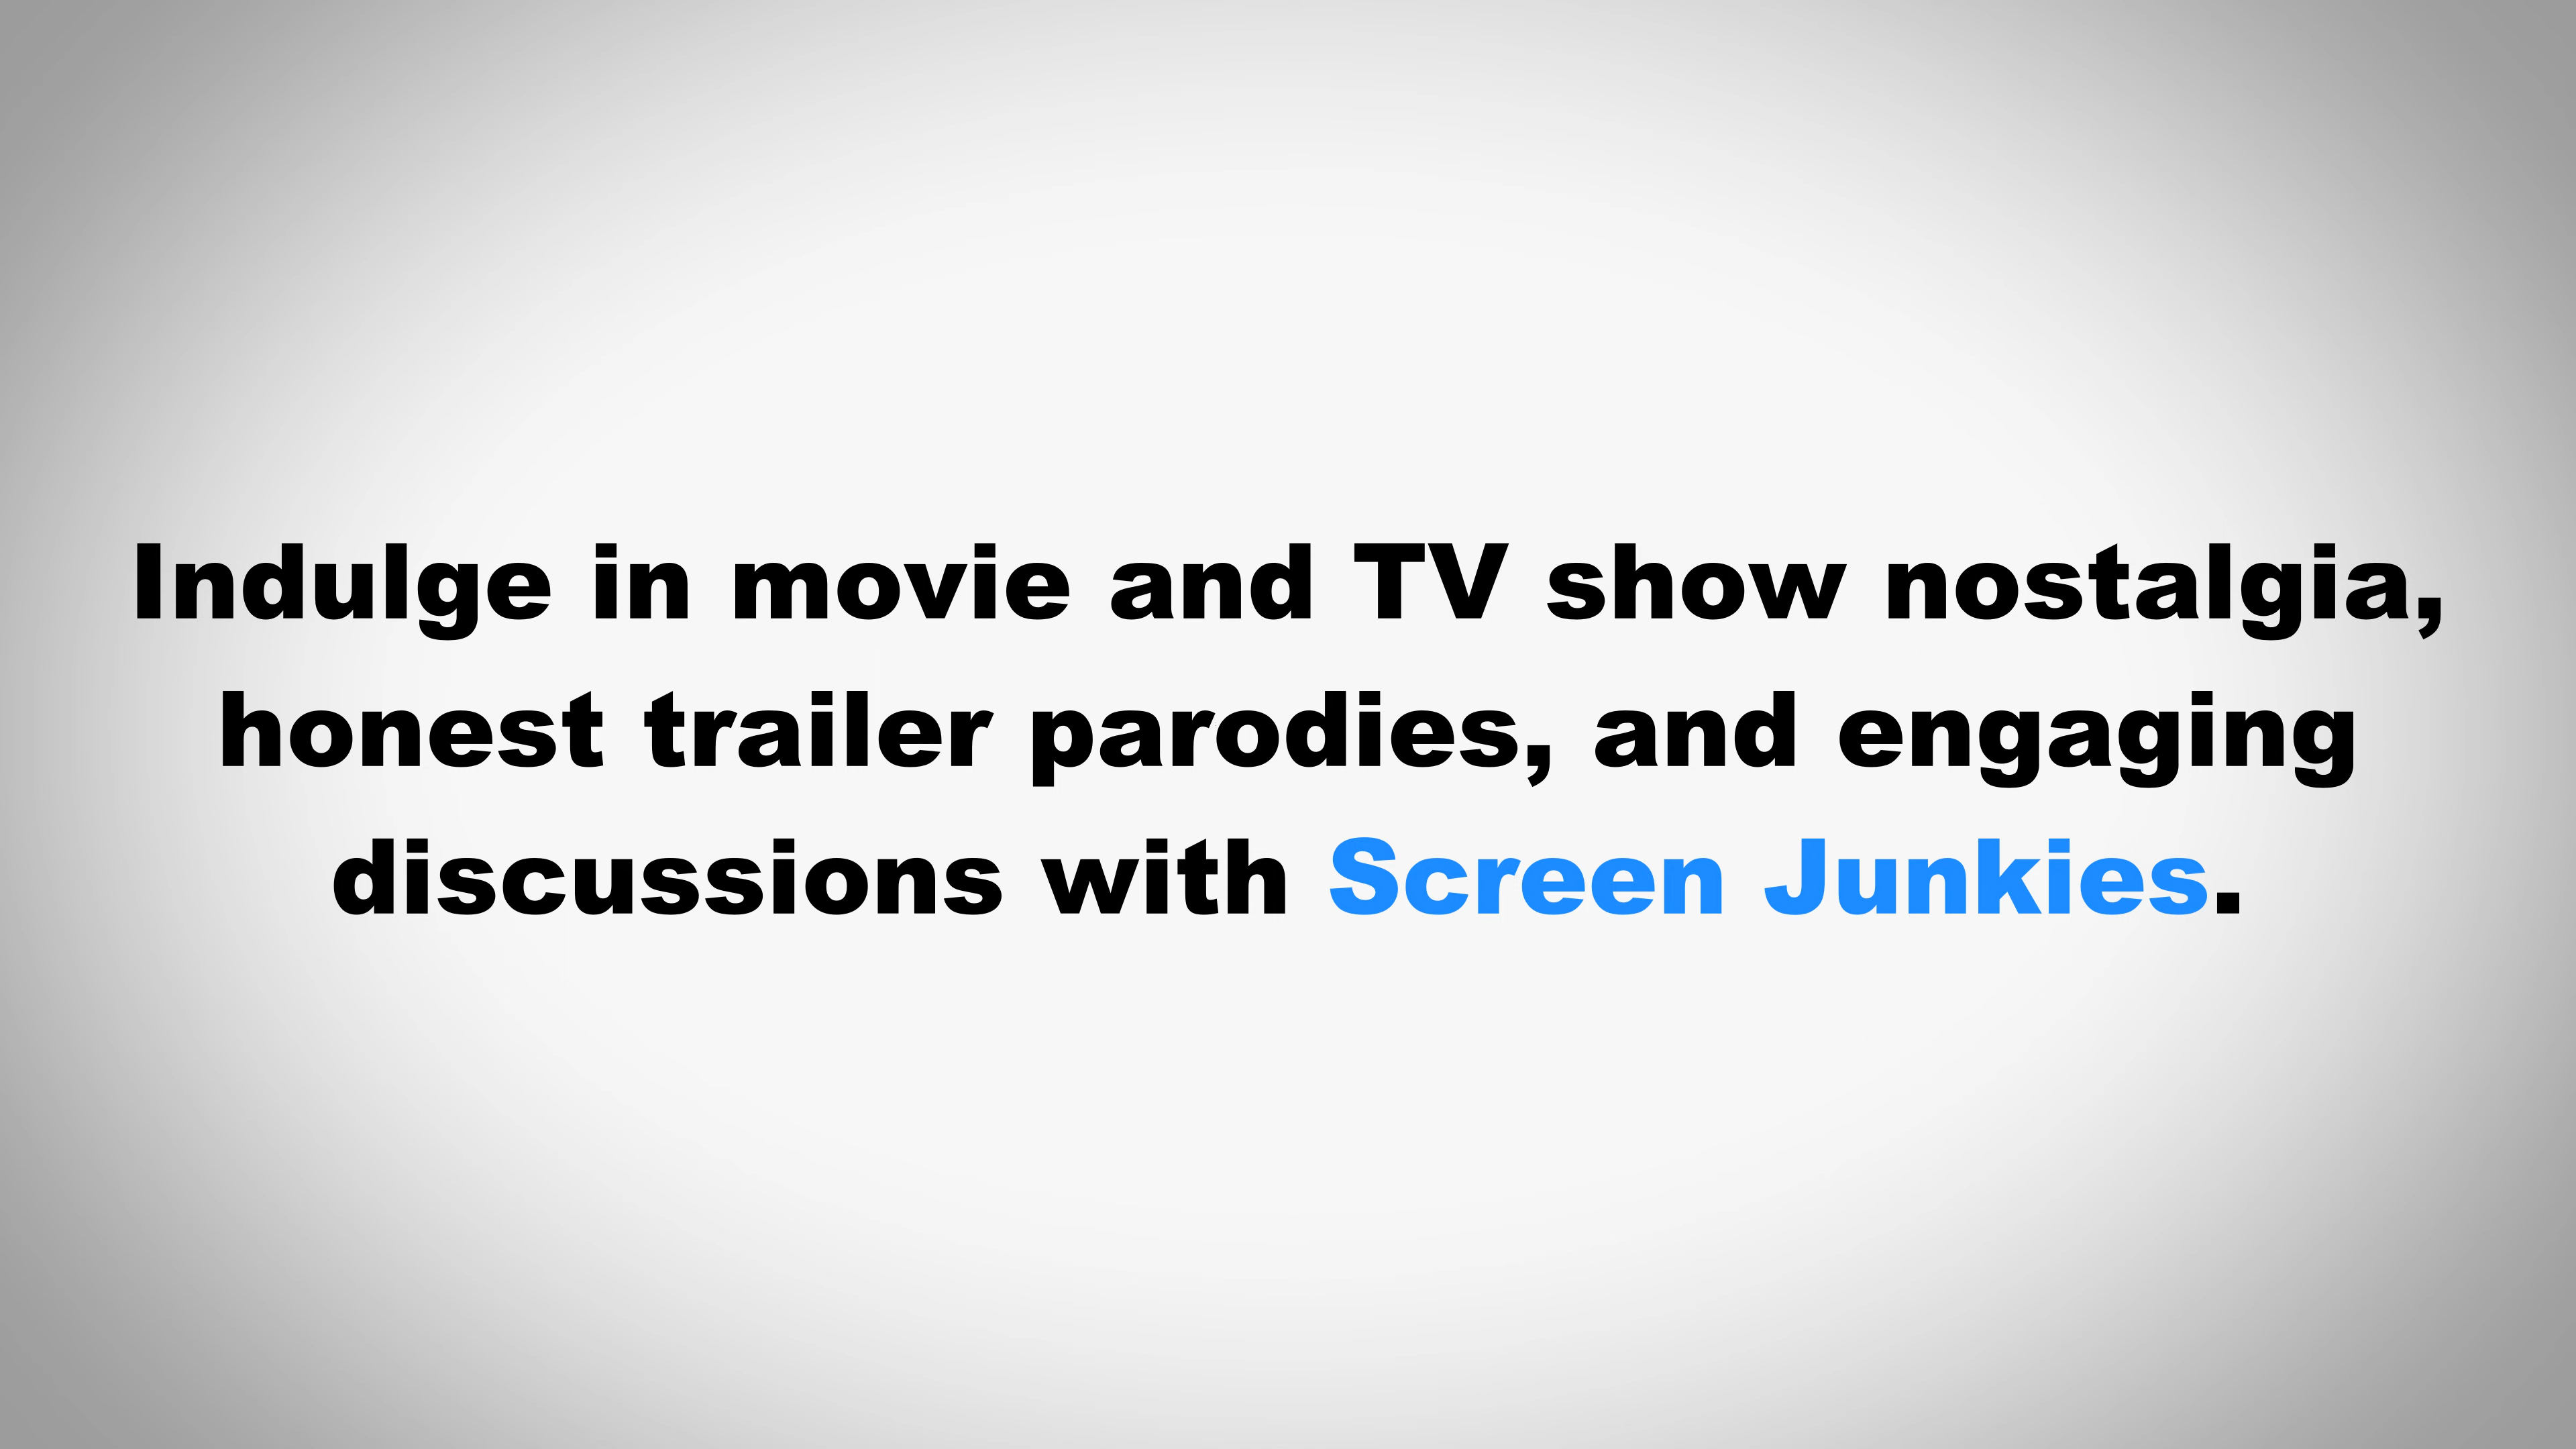 Indulge in movie and TV show nostalgia,
honest trailer parodies, and engaging
discussions with Screen Junkies.